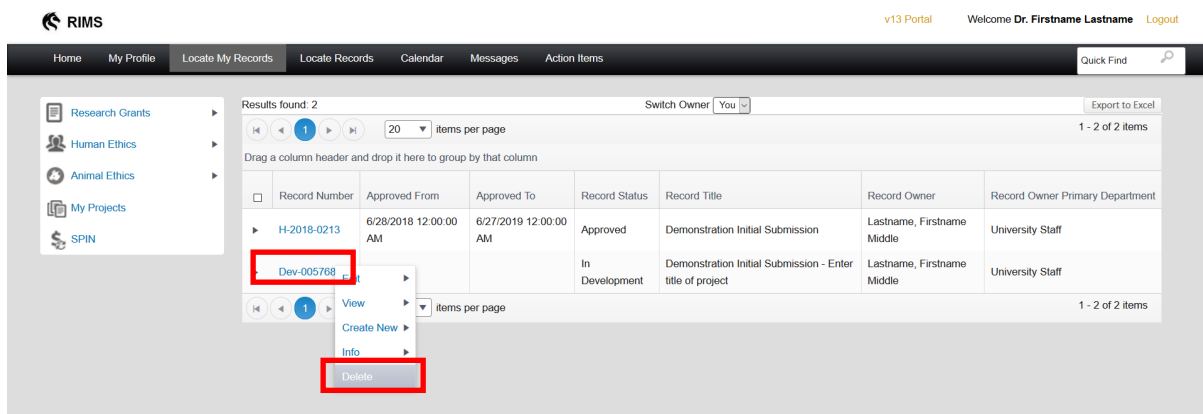 RIMS
v13 Portal Welcome Dr. Firstname Lastname Logout
Home My Profile Locate My Records Locate Records Calendar Messages Action Items Quick Find
Research Grants
Human Ethics
Animal Ethics
My Projects
SPIN
Results found: 2 Switch Owner You Export to Excel
1 20 items per page 1 - 2 of 2 items
Drag a column header and drop it here to group by that column
Record Number Approved From Approved To Record Status Record Title Record Owner Record Owner Primary Department
H-2018-0213 6/28/2018 12:00:00 AM 6/27/2019 12:00:00 AM Approved Demonstration Initial Submission Lastname, Firstname Middle University Staff
Dev-005768 In Development Demonstration Initial Submission - Enter title of project Lastname, Firstname Middle University Staff
1 items per page 1 - 2 of 2 items
Edit
View
Create New
Info
Delete